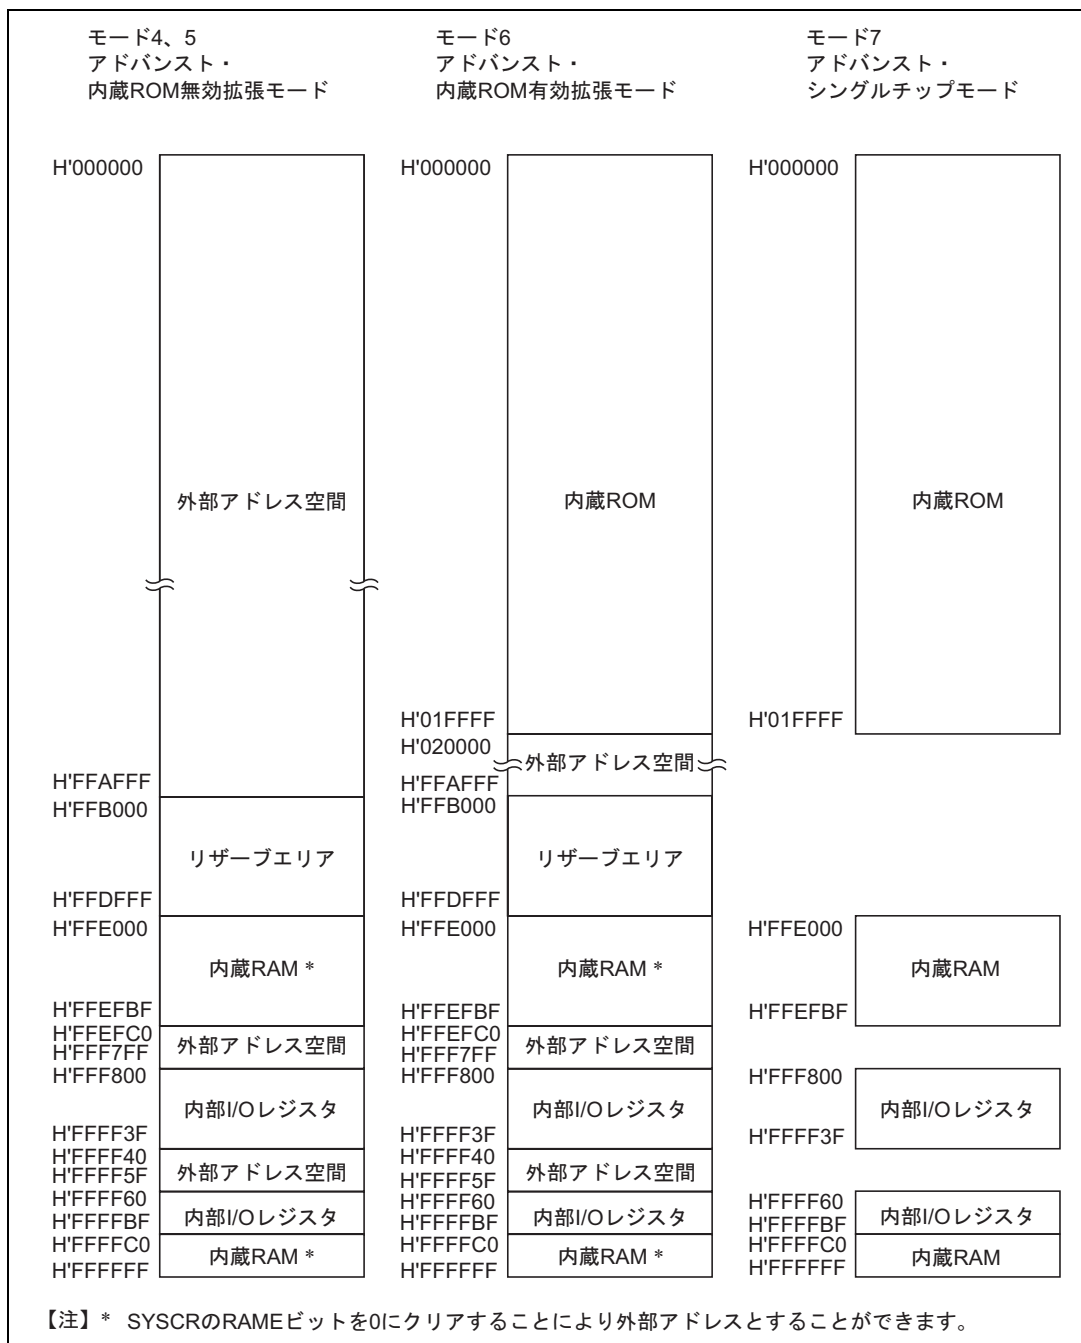 モード4、5
アドバンスト・
内蔵ROM無効拡張モード
H'000000
外部アドレス空間
H'FFAFFF
H'FFB000
リザーブエリア
H'FFDFFF
H'FFE000
内蔵RAM *
H'FFEFBF
H'FFEFC0
外部アドレス空間
H'FFF7FF
H'FFF800
内部I/Oレジスタ
H'FFFF3F
H'FFFF40
外部アドレス空間
H'FFFF5F
H'FFFF60
内部I/Oレジスタ
H'FFFFBF
H'FFFFC0
内蔵RAM *
H'FFFFFF
モード6
アドバンスト・
内蔵ROM有効拡張モード
H'000000
内蔵ROM
H'01FFFF
H'020000
外部アドレス空間
H'FFAFFF
H'FFB000
リザーブエリア
H'FFDFFF
H'FFE000
内蔵RAM *
H'FFEFBF
H'FFEFC0
外部アドレス空間
H'FFF7FF
H'FFF800
内部I/Oレジスタ
H'FFFF3F
H'FFFF40
外部アドレス空間
H'FFFF5F
H'FFFF60
内部I/Oレジスタ
H'FFFFBF
H'FFFFC0
内蔵RAM *
H'FFFFFF
モード7
アドバンスト・
シングルチップモード
H'000000
内蔵ROM
H'01FFFF
H'FFE000
内蔵RAM
H'FFEFBF
H'FFF800
内部I/Oレジスタ
H'FFFF3F
H'FFFF60
内部I/Oレジスタ
H'FFFFBF
H'FFFFC0
内蔵RAM
H'FFFFFF
【注】* SYSCRのRAMEビットを0にクリアすることにより外部アドレスとすることができます。